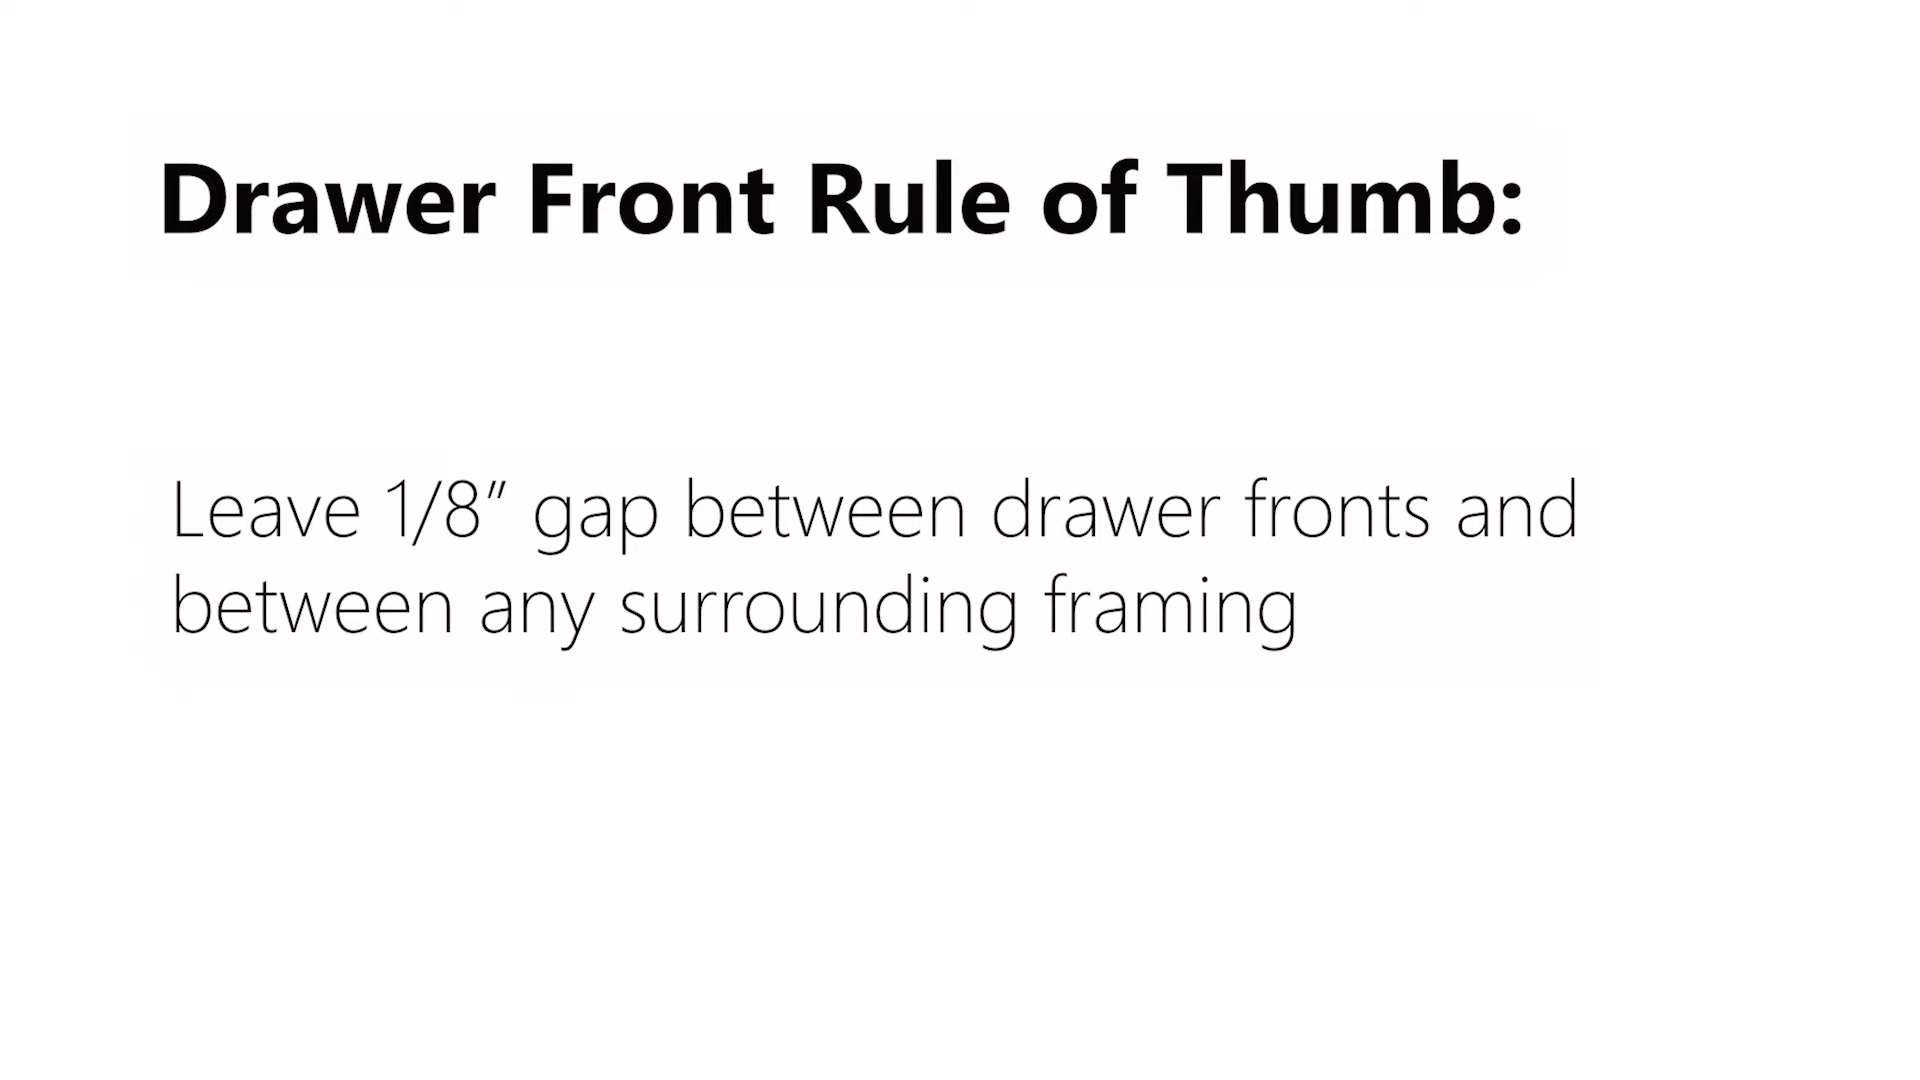 Drawer Front Rule of Thumb:
Leave 1/8" gap between drawer fronts and
between any surrounding framing